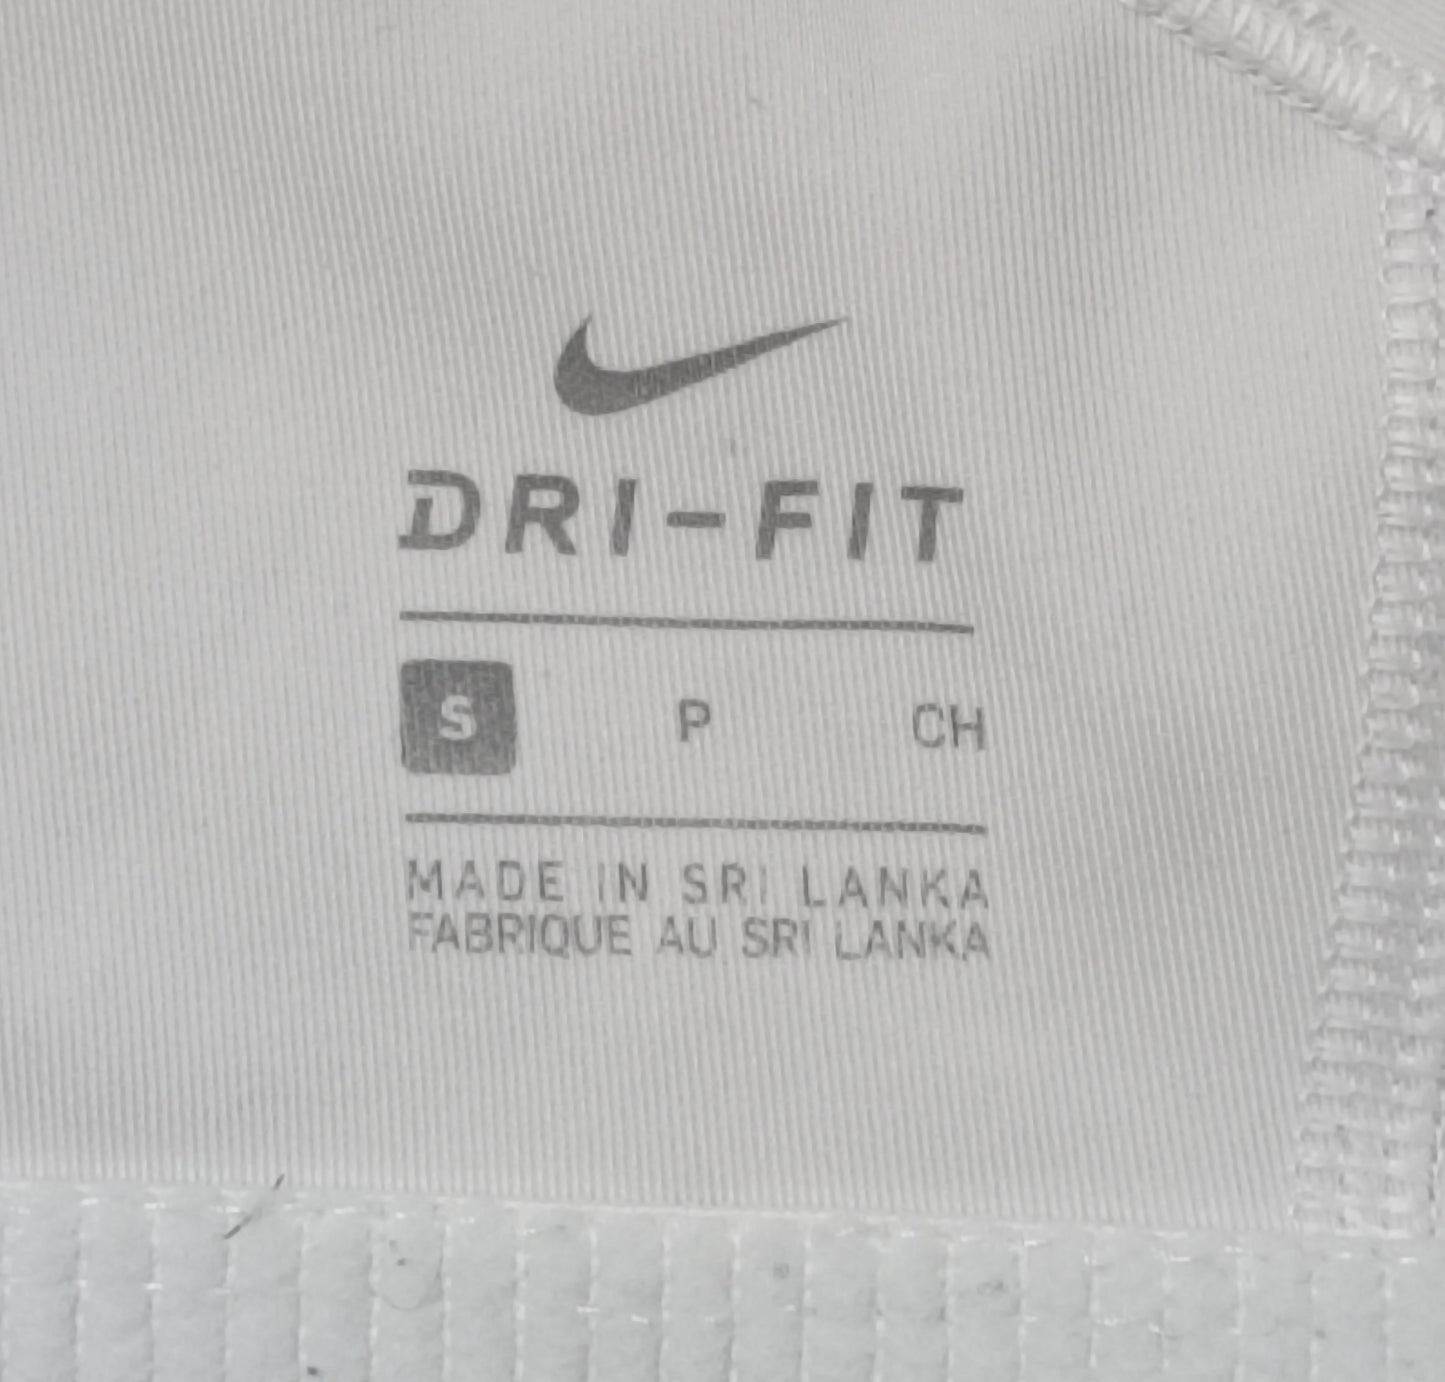 DRI-FIT
S P CH
MADE IN SRI LANKA
FABRIQUE AU SRI LANKA